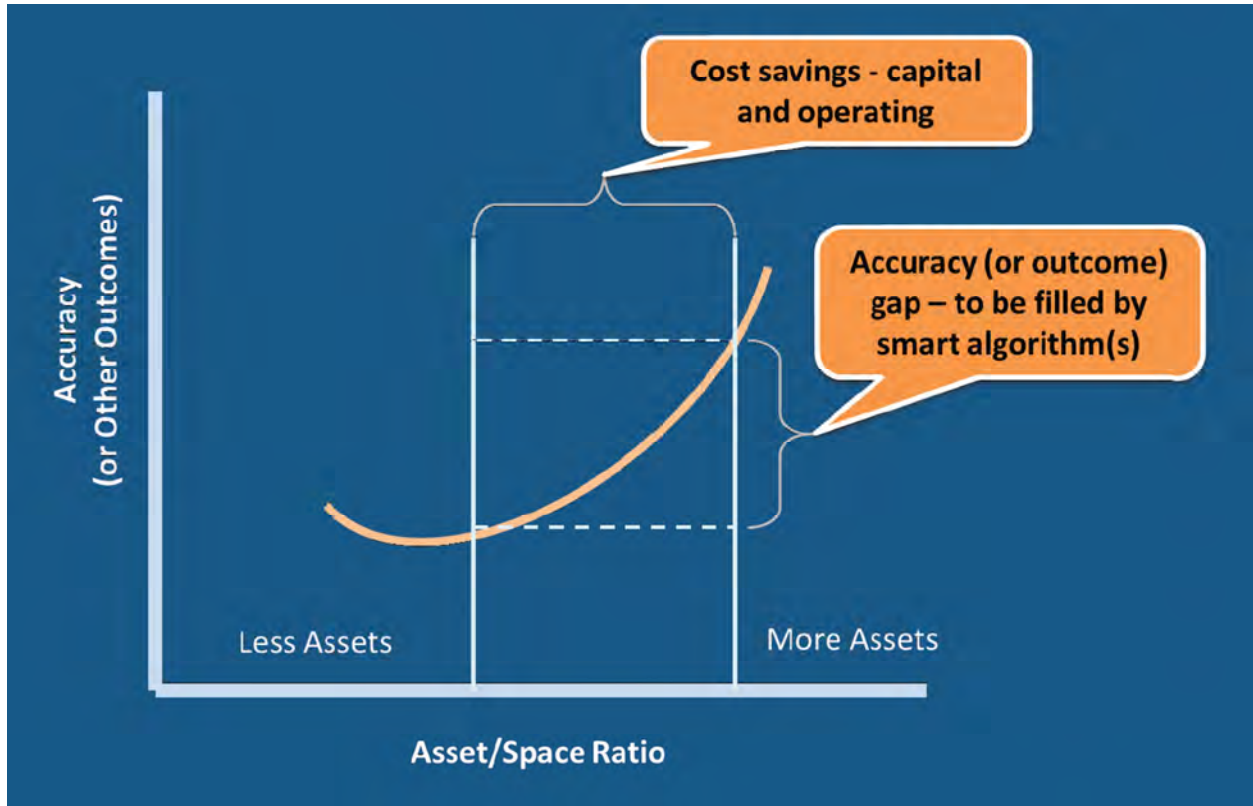 Cost savings - capital
and operating
Accuracy (or outcome)
gap – to be filled by
smart algorithm(s)
Accuracy
(or Other Outcomes)
Less Assets
More Assets
Asset/Space Ratio